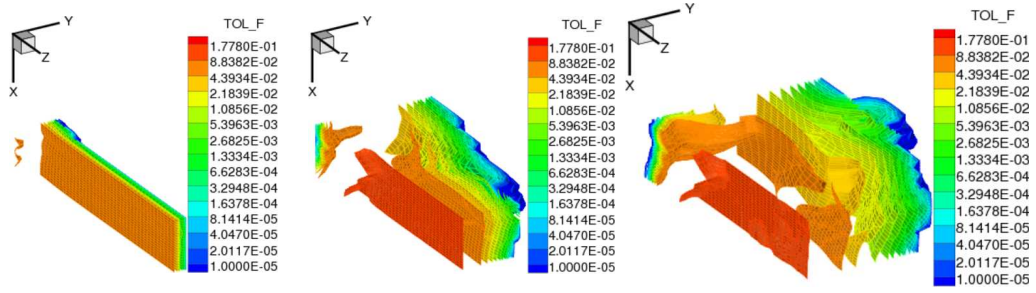 TOL_F
Y
Z
X
1.7780E-01
8.8382E-02
4.3934E-02
2.1839E-02
1.0856E-02
5.3963E-03
2.6825E-03
1.3334E-03
6.6283E-04
3.2948E-04
1.6378E-04
8.1414E-05
4.0470E-05
2.0117E-05
1.0000E-05
TOL_F
Y
Z
X
1.7780E-01
8.8382E-02
4.3934E-02
2.1839E-02
1.0856E-02
5.3963E-03
2.6825E-03
1.3334E-03
6.6283E-04
3.2948E-04
1.6378E-04
8.1414E-05
4.0470E-05
2.0117E-05
1.0000E-05
TOL_F
Y
Z
X
1.7780E-01
8.8382E-02
4.3934E-02
2.1839E-02
1.0856E-02
5.3963E-03
2.6825E-03
1.3334E-03
6.6283E-04
3.2948E-04
1.6378E-04
8.1414E-05
4.0470E-05
2.0117E-05
1.0000E-05